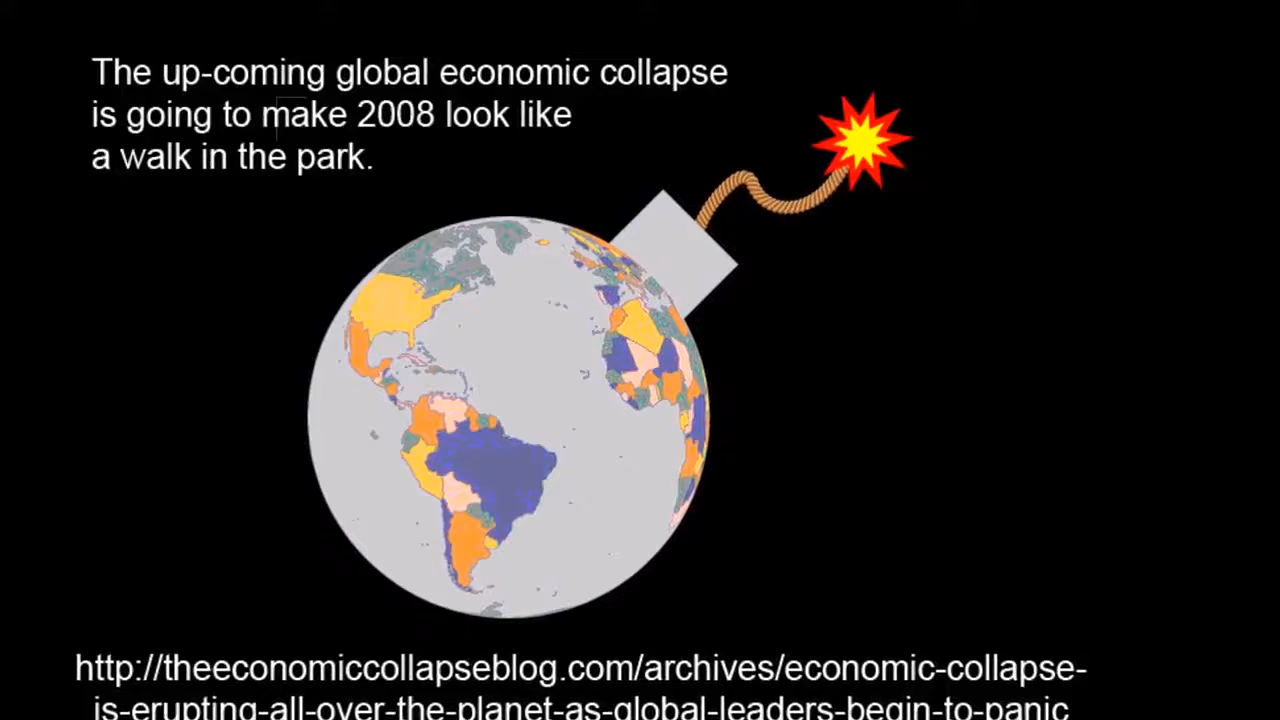 The up-coming global economic collapse
is going to make 2008 look like
a walk in the park.
http://theeconomiccollapseblog.com/archives/economic-collapse-
is-erupting-all-over-the-planet-as-global-leaders-begin-to-panic